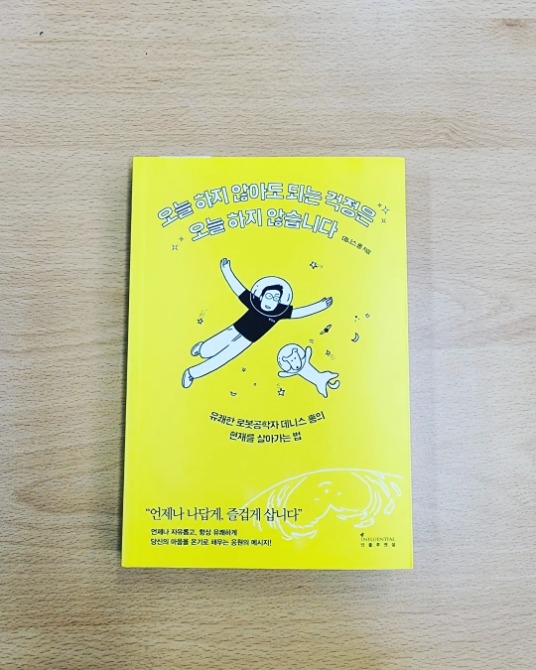 오늘 하지 않아도 되는 걱정은
오늘 하지 않습니다
데니스 홍 지음
유쾌한 로봇공학자 데니스 홍의
현재를 살아가는 법
“언제나 나답게, 즐겁게 삽니다”
언제나 자유롭고, 항상 유쾌하게
당신의 마음을 온기로 채우는 응원의 메시지!
INFLUENTIAL
인플루엔셜